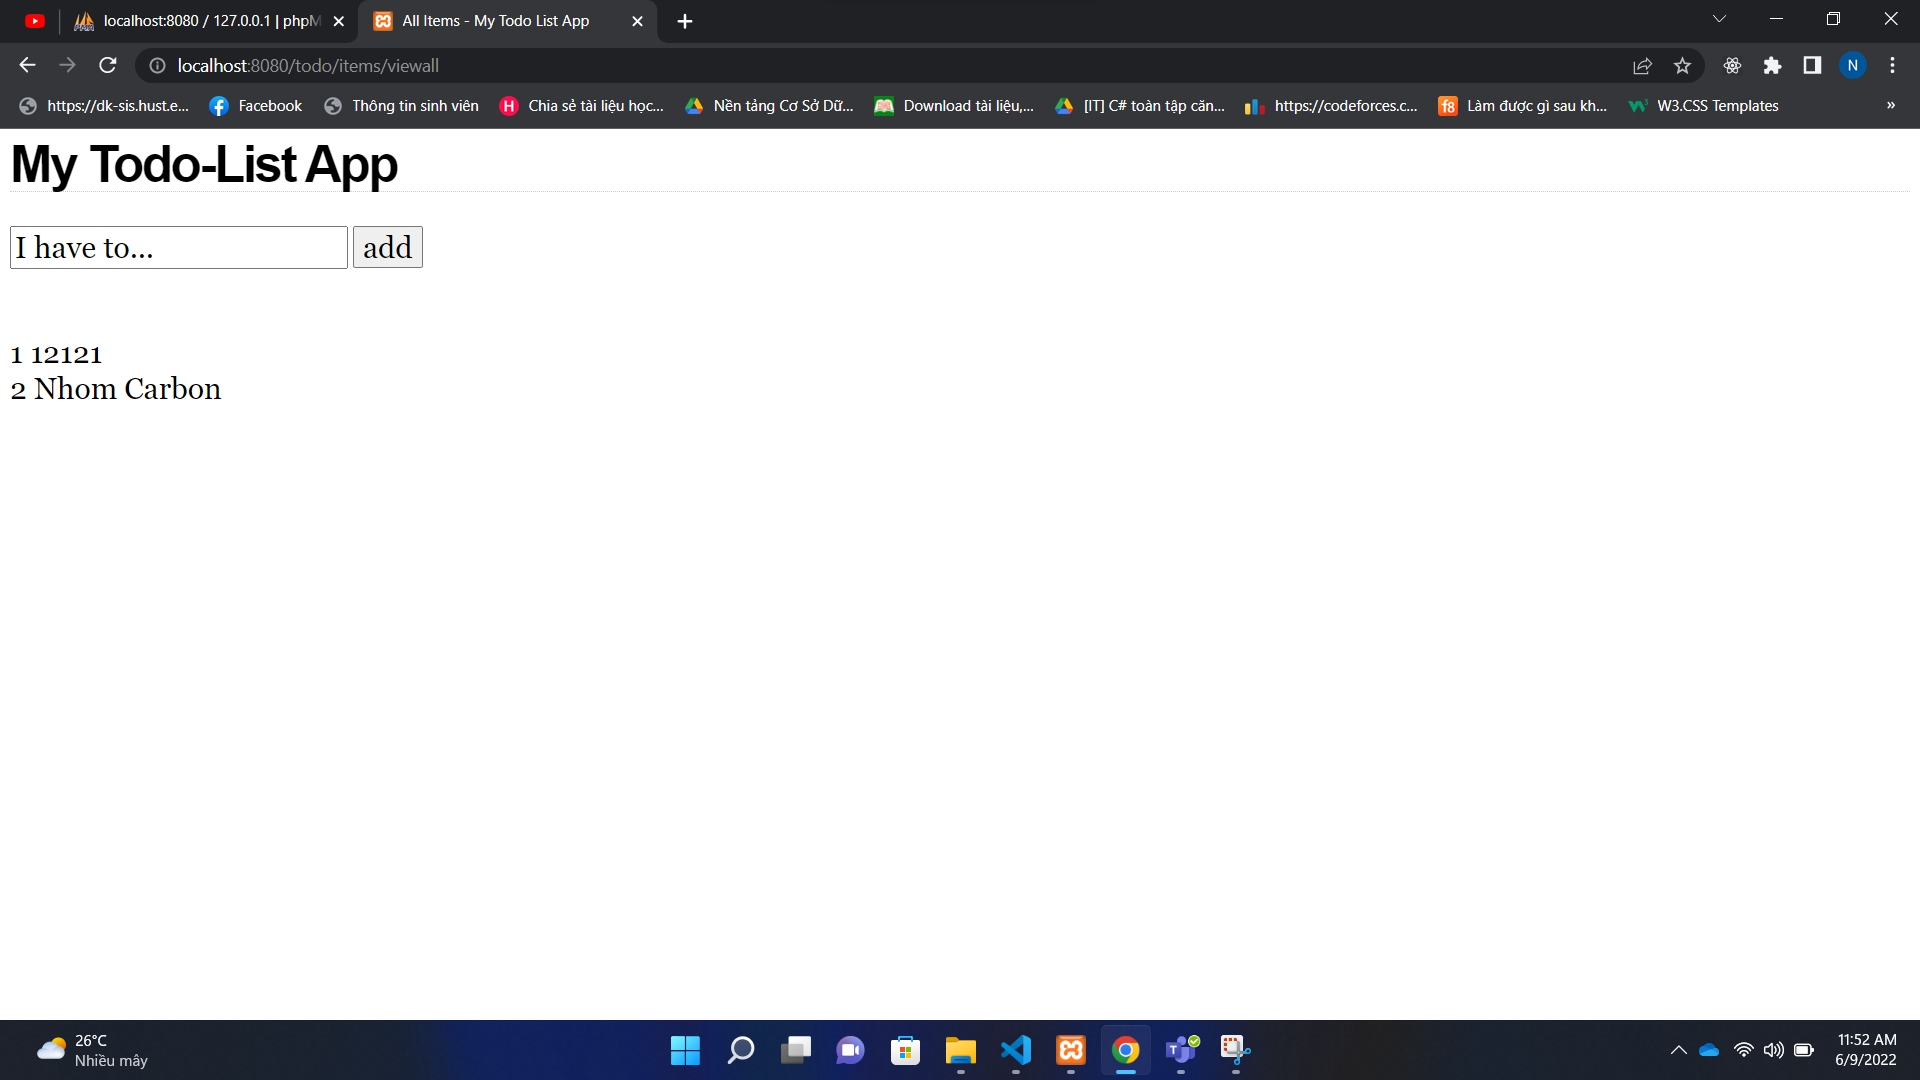 localhost:8080 / 127.0.0.1 | phpM
All Items - My Todo List App
localhost:8080/todo/items/viewall
N
https://dk-sis.hust.e...
Facebook
Thông tin sinh viên
H
Chia sẻ tài liệu học...
Nền tảng Cơ Sở Dữ...
Download tài liệu,...
[IT] C# toàn tập căn...
https://codeforces.c...
f8
Làm được gì sau kh...
W3.CSS Templates
»
My Todo-List App
I have to...
add
1 12121
2 Nhom Carbon
26°C
Nhiều mây
11:52 AM
6/9/2022